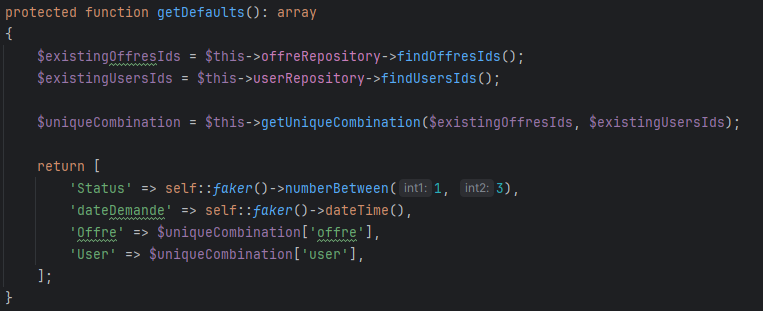 protected function getDefaults(): array
{
    $existingOffresIds = $this->offreRepository->findOffresIds();
    $existingUsersIds = $this->userRepository->findUsersIds();

    $uniqueCombination = $this->getUniqueCombination($existingOffresIds, $existingUsersIds);

    return [
        'Status' => self::faker()->numberBetween( int1: 1, int2: 3),
        'dateDemande' => self::faker()->dateTime(),
        'Offre' => $uniqueCombination['offre'],
        'User' => $uniqueCombination['user'],
    ];
}